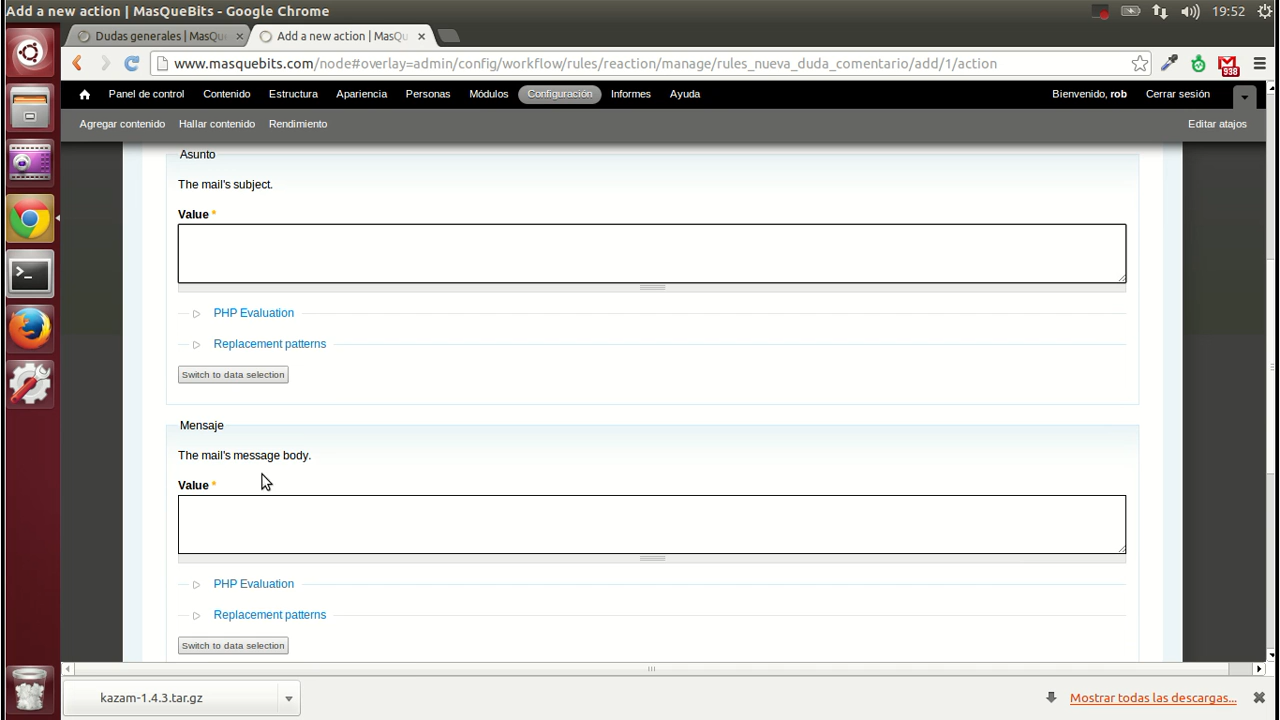 Add a new action | MasQueBits - Google Chrome
19:52
Dudas generales | MasQu
Add a new action | MasQu
www.masquebits.com/node#overlay=admin/config/workflow/rules/reaction/manage/rules_nueva_duda_comentario/add/1/action
938
Panel de control Contenido Estructura Apariencia Personas Módulos Configuración Informes Ayuda
Bienvenido, rob Cerrar sesión
Agregar contenido Hallar contenido Rendimiento
Editar atajos
Asunto
The mail's subject.
Value *
PHP Evaluation
Replacement patterns
Switch to data selection
Mensaje
The mail's message body.
Value *
PHP Evaluation
Replacement patterns
Switch to data selection
kazam-1.4.3.tar.gz
Mostrar todas las descargas...